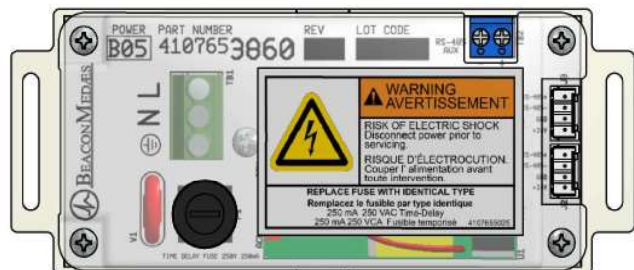 POWER PART NUMBER REV LOT CODE
B05 4107653860
RS-485
AUX
TB2
TB1
N L
BEACONMEDÆS
WARNING
AVERTISSEMENT
RISK OF ELECTRIC SHOCK
Disconnect power prior to
servicing.
RISQUE D'ÉLECTROCUTION.
Couper l' alimentation avant
toute intervention.
REPLACE FUSE WITH IDENTICAL TYPE
Remplacez le fusible par type identique
250 mA 250 VAC Time-Delay
250 mA 250 VCA Fusible temporisé 4107655005
V1
TIME DELAY FUSE 250V 250mA